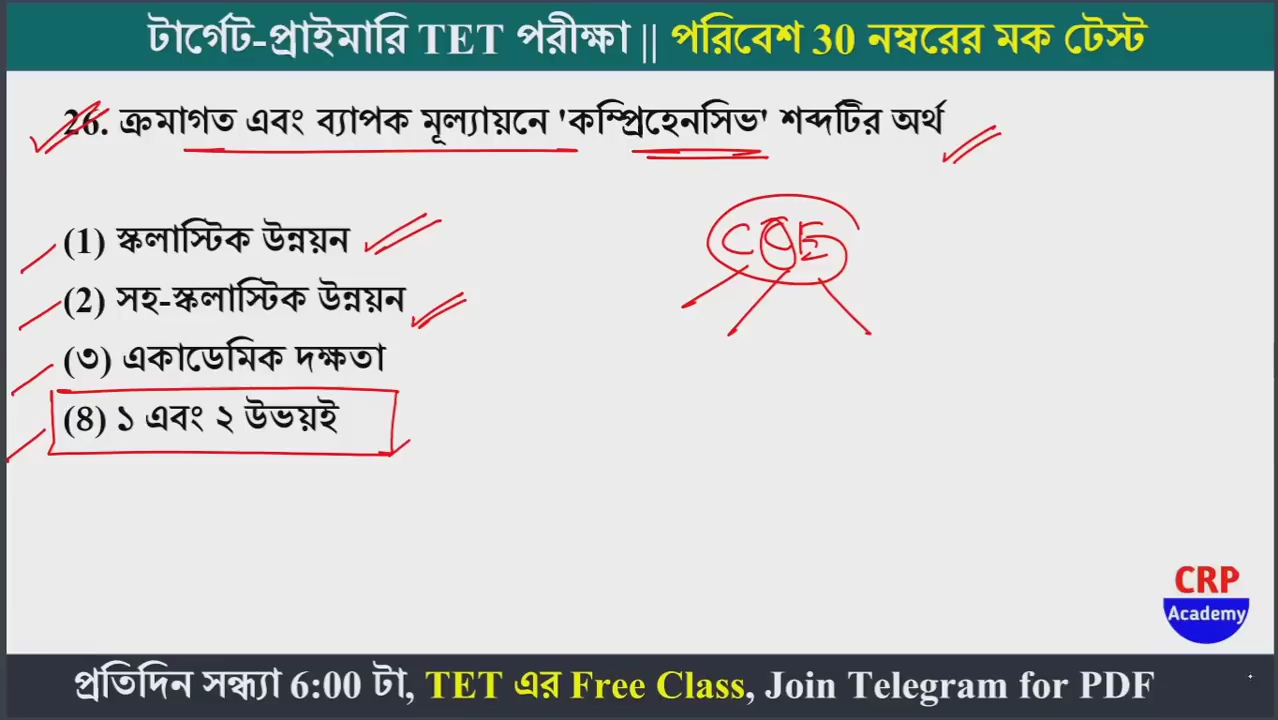 টার্গেট-প্রাইমারি TET পরীক্ষা || পরিবেশ 30 নম্বরের মক টেস্ট
26. ক্রমাগত এবং ব্যাপক মূল্যায়নে 'কম্প্রিহেনসিভ' শব্দটির অর্থ
(1) স্কলাস্টিক উন্নয়ন
(2) সহ-স্কলাস্টিক উন্নয়ন
(৩) একাডেমিক দক্ষতা
(8) ১ এবং ২ উভয়ই
CRP
Academy
প্রতিদিন সন্ধ্যা 6:00 টা, TET এর Free Class, Join Telegram for PDF